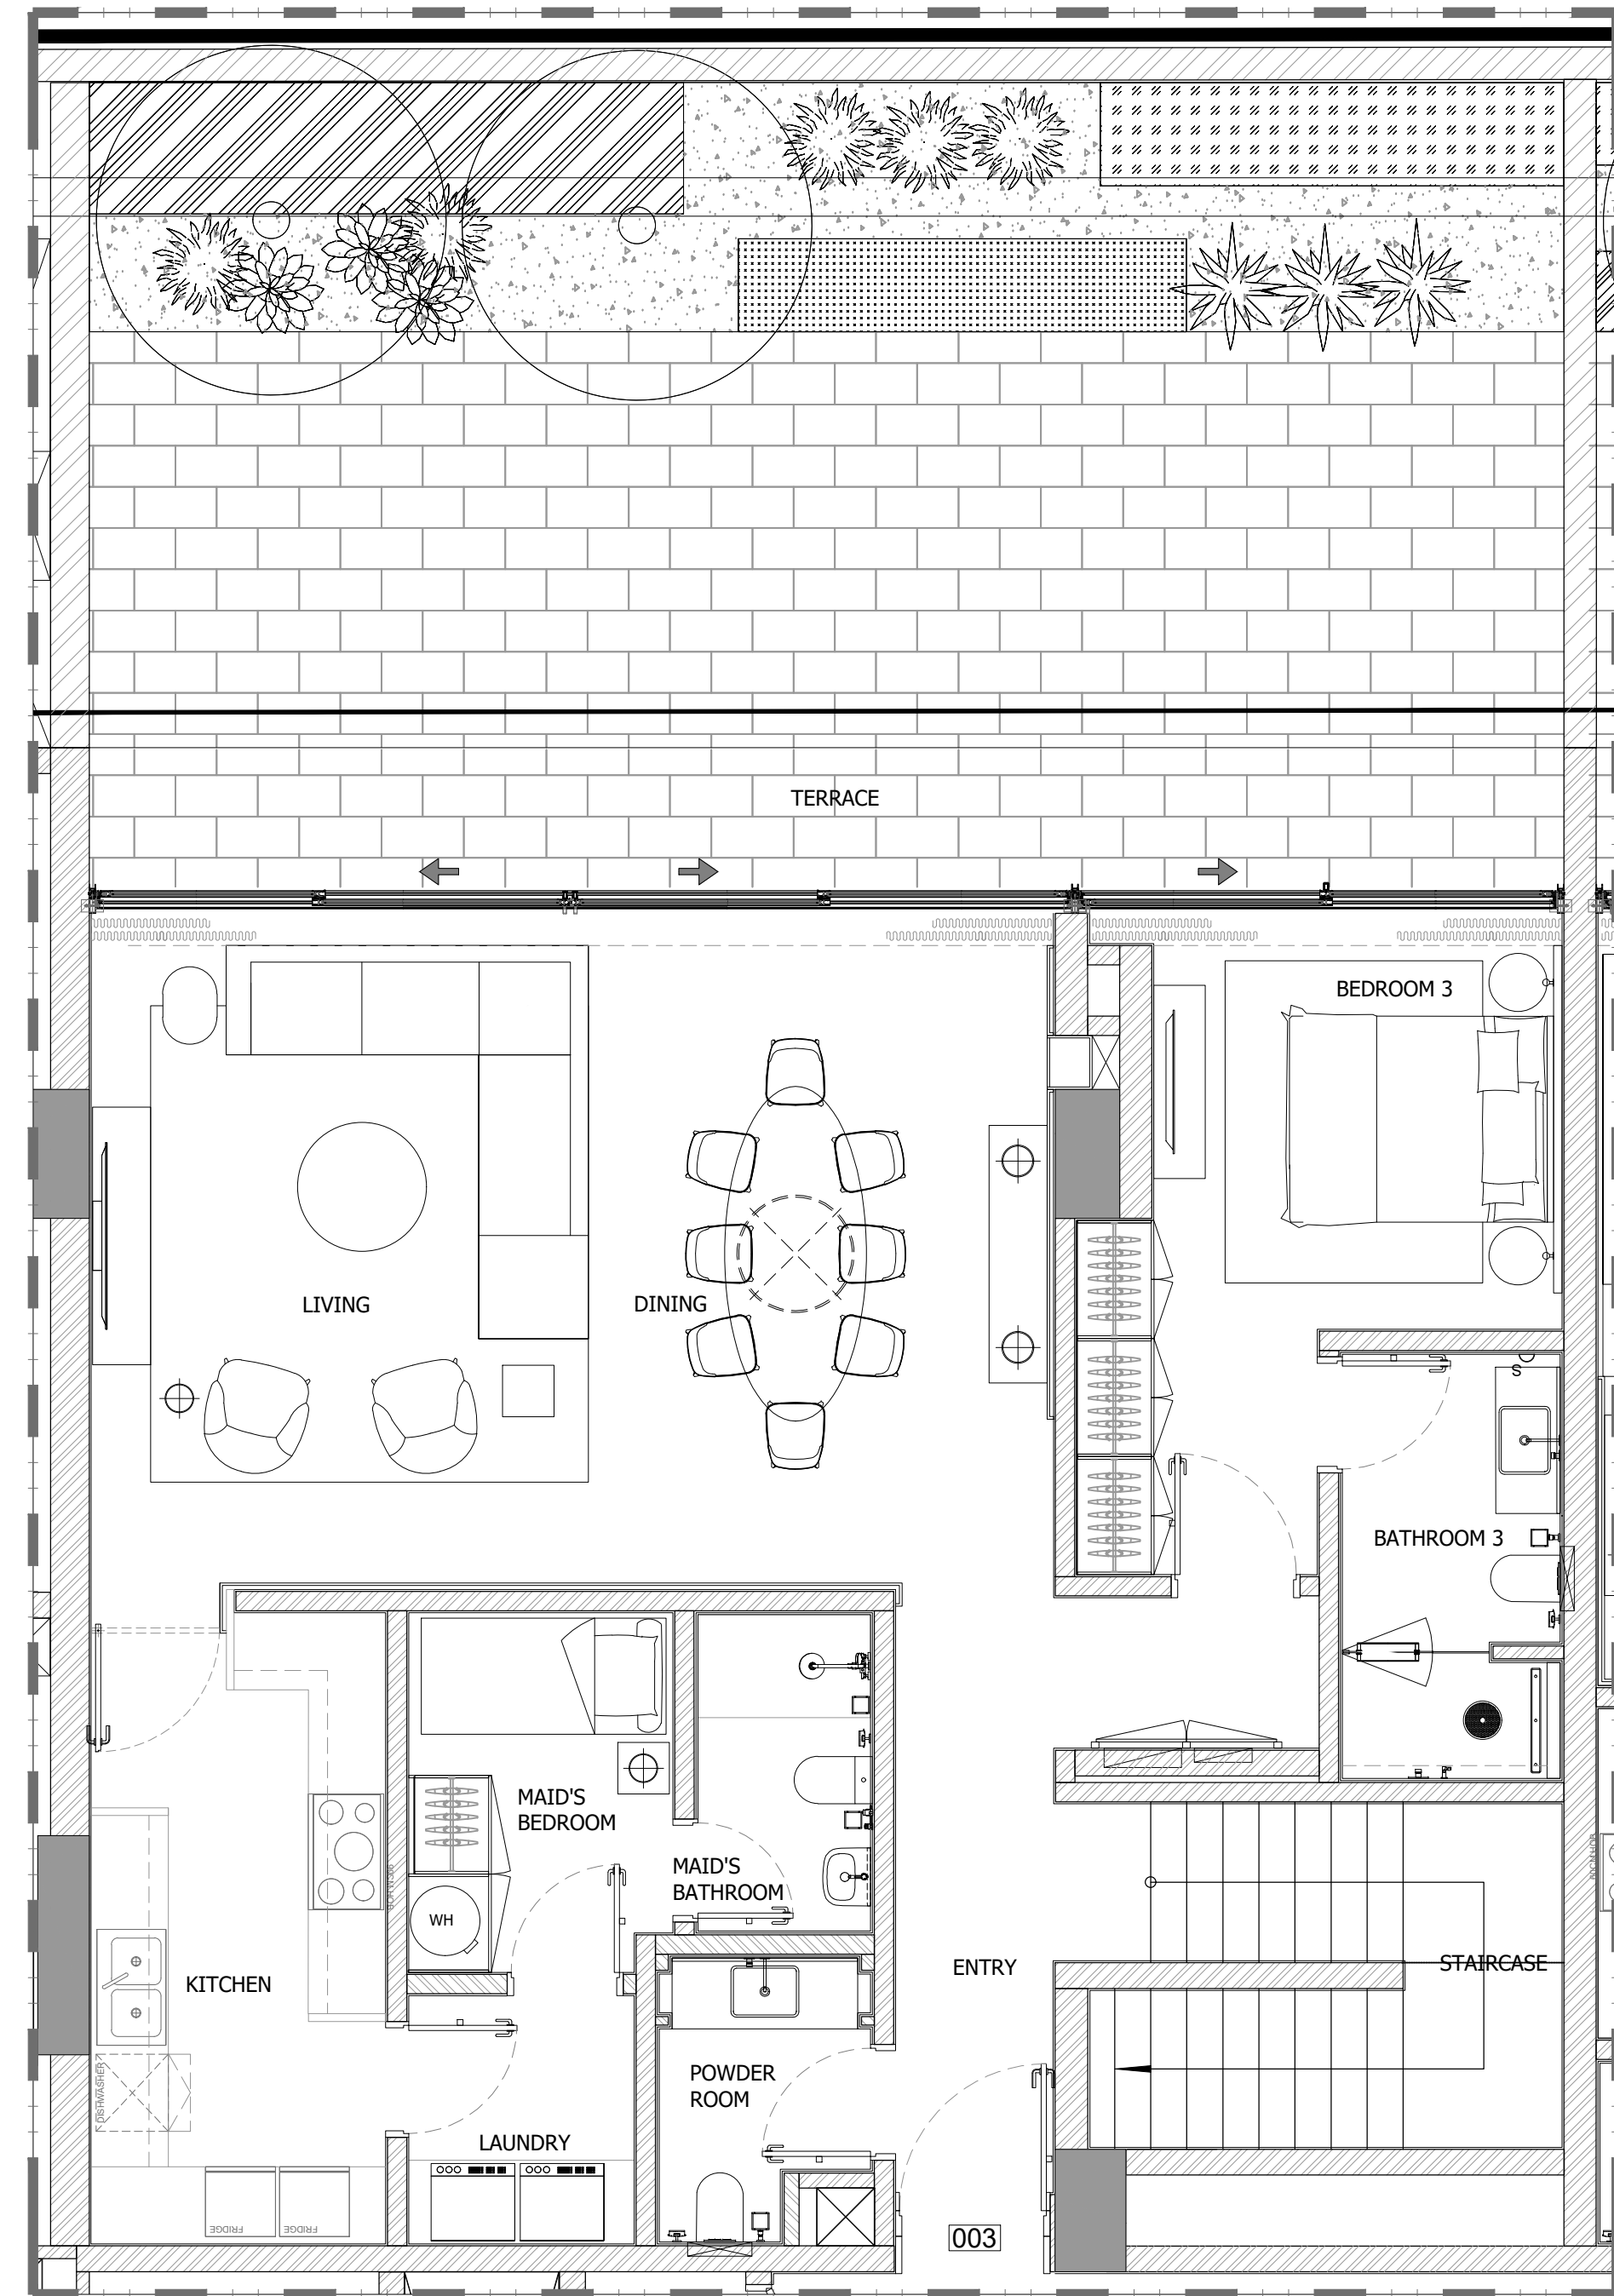 TERRACE
BEDROOM 3
LIVING
DINING
S
BATHROOM 3
MAID'S
BEDROOM
MAID'S
BATHROOM
WH
KITCHEN
ENTRY
STAIRCASE
DISHWASHER
POWDER
ROOM
LAUNDRY
FRIDGE
FRIDGE
003